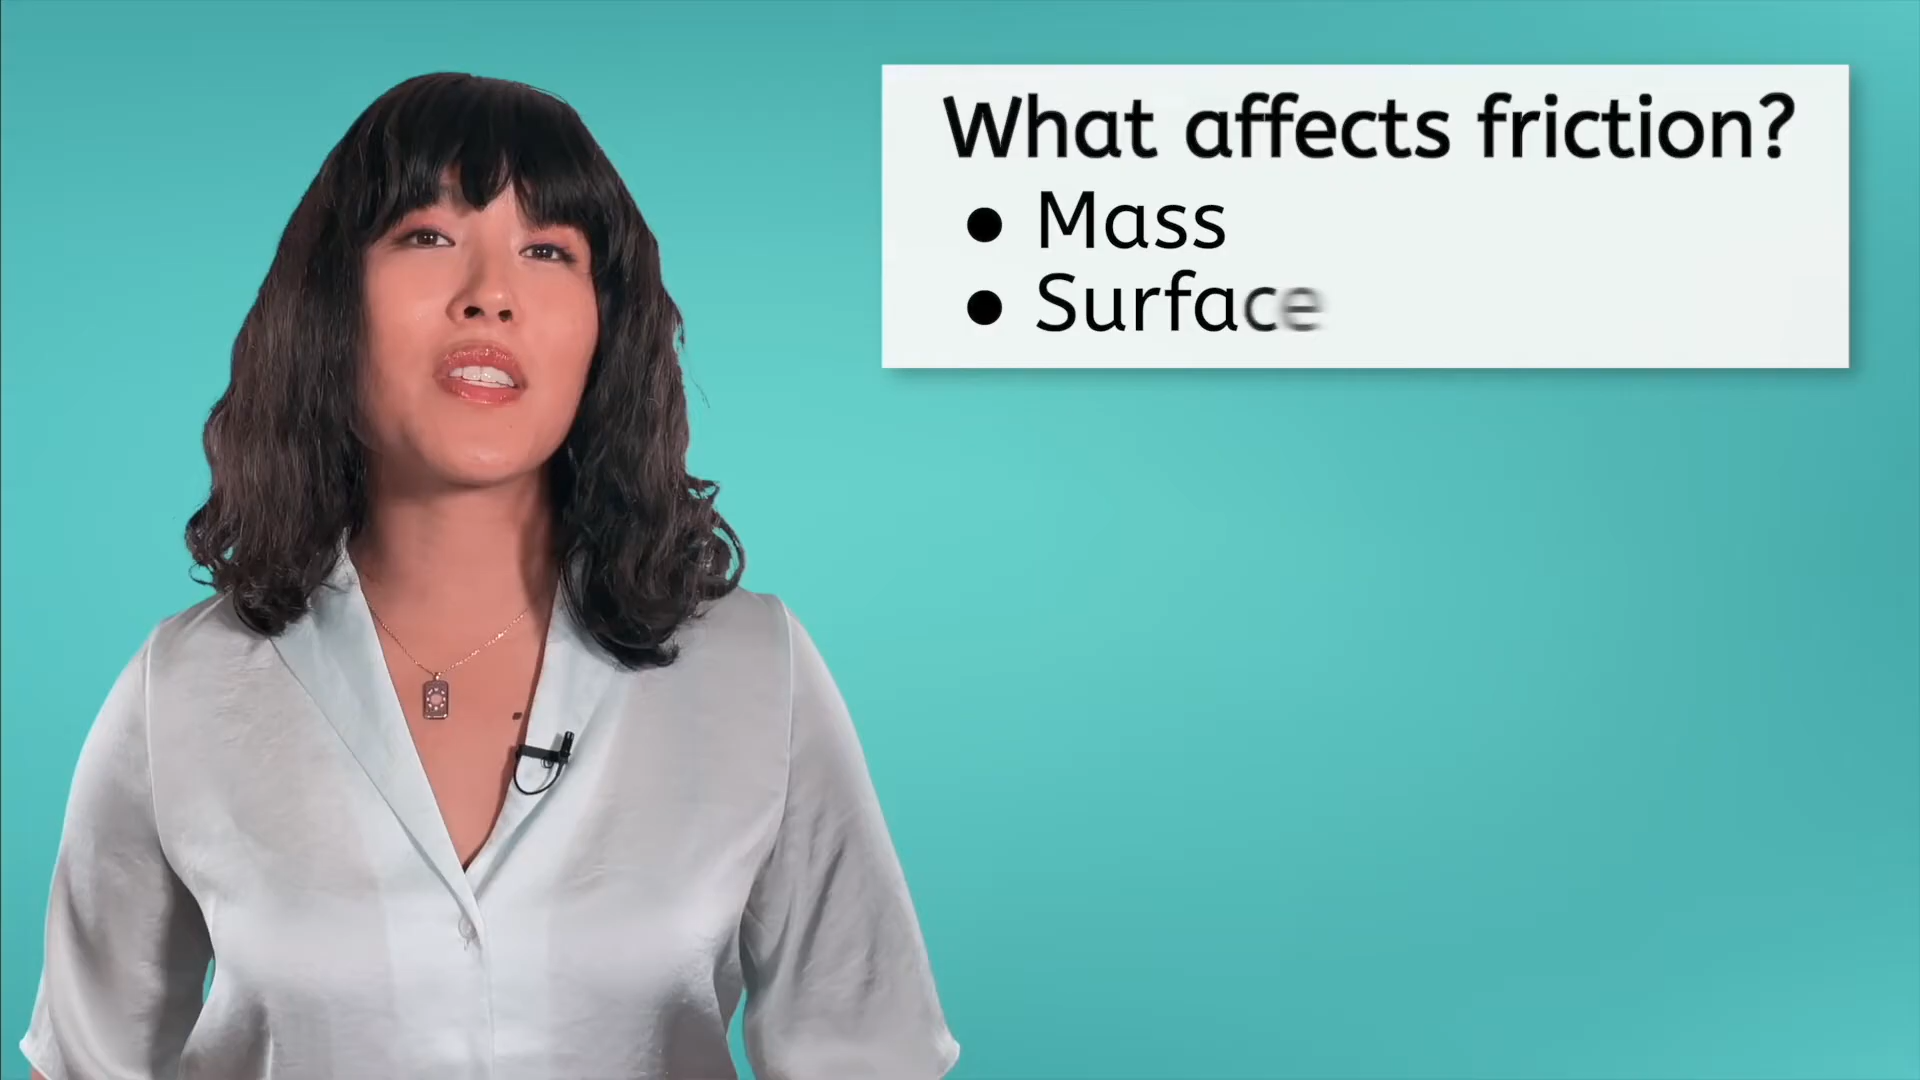 What affects friction?
● Mass
● Surface